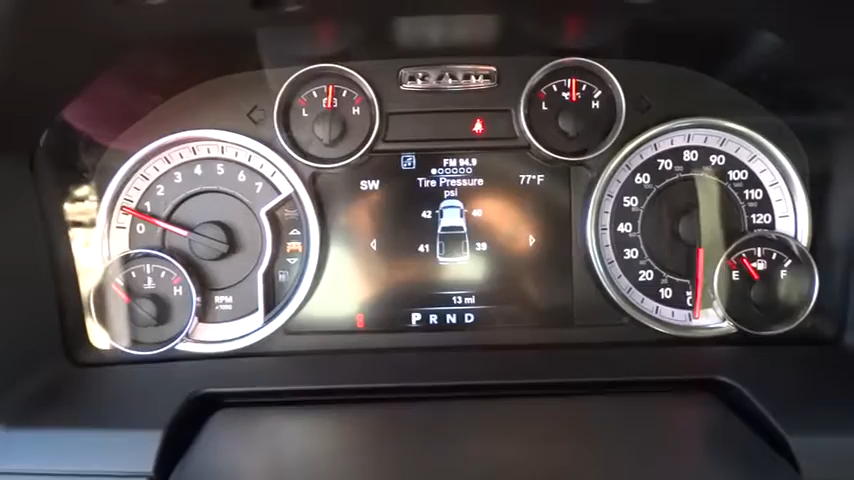 RAM
L H
L H
FM 94.9
SW
Tire Pressure
77°F
psi
42 40
41 39
13 mi
P R N D
0 1 2 3 4 5 6 7
RPM
x1000
C H
0 10 20 30 40 50 60 70 80 90 100 110 120
E F